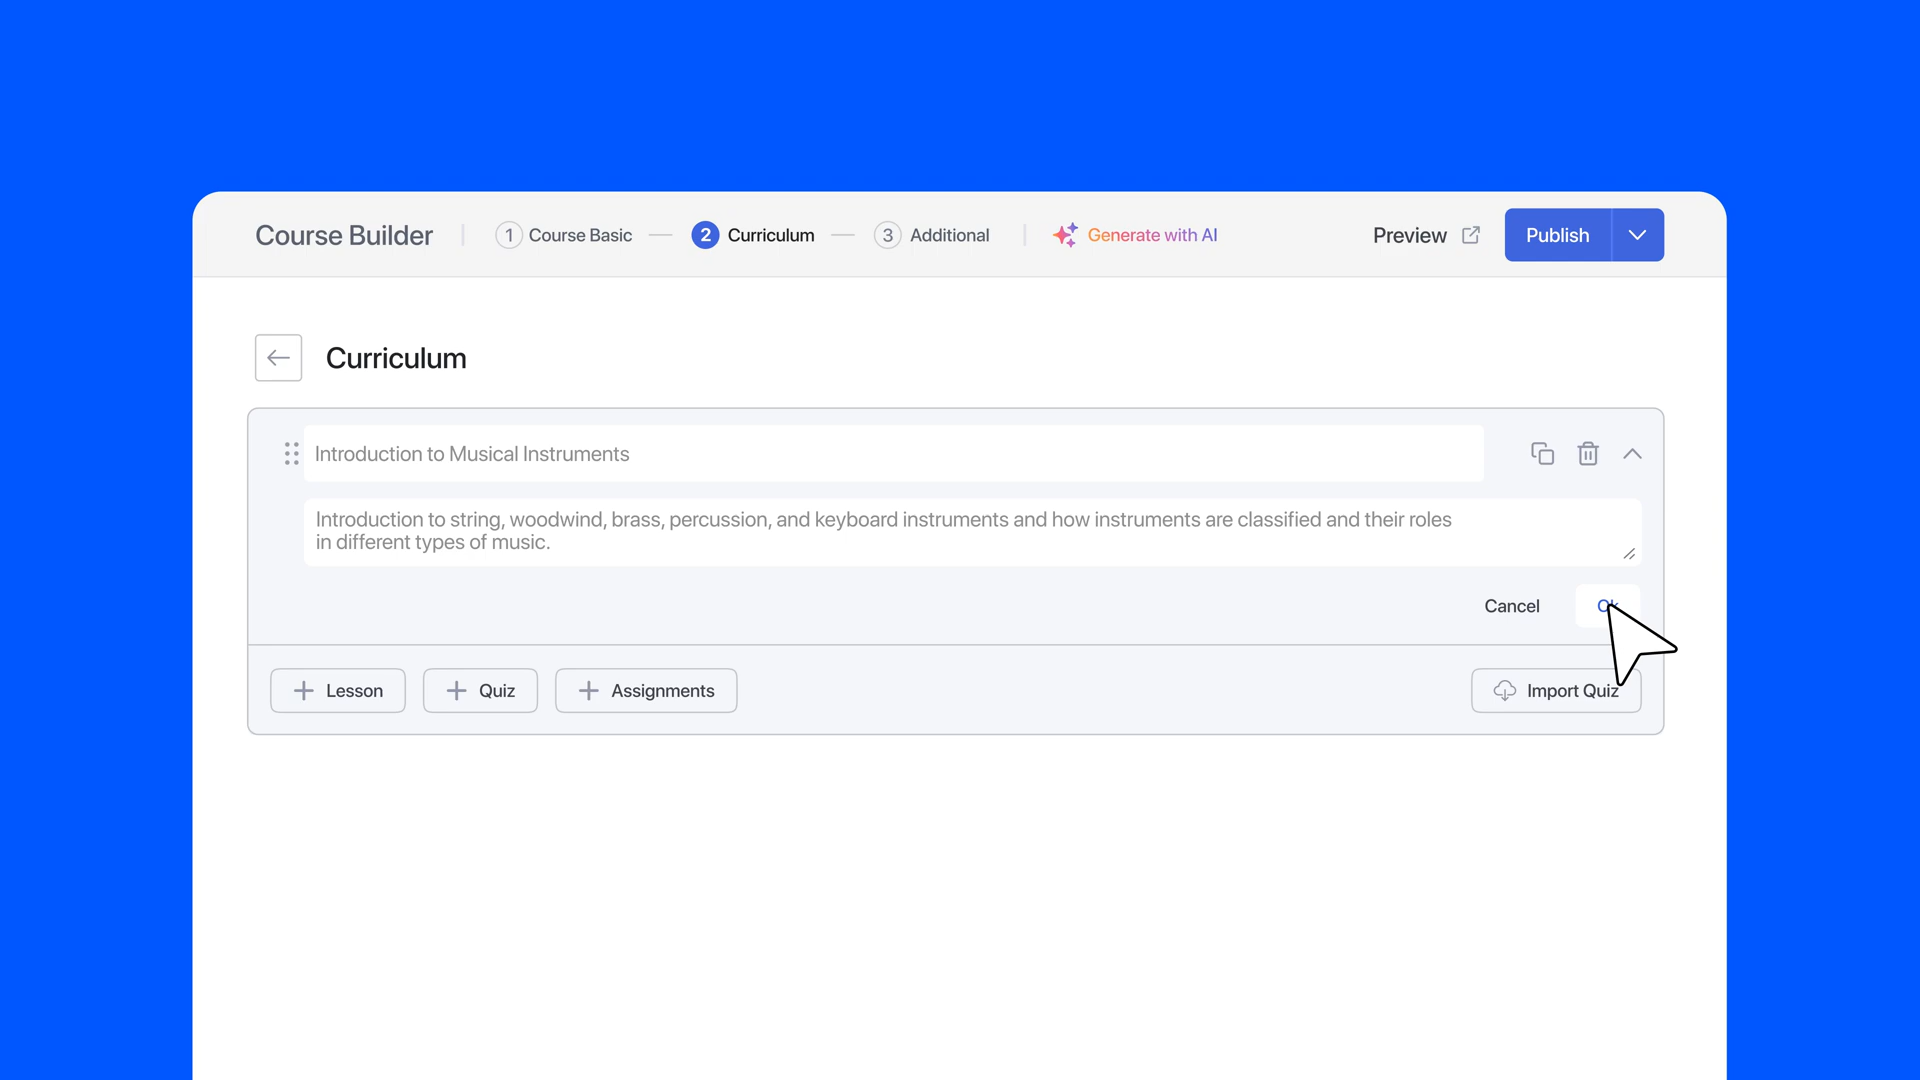 Course Builder
1 Course Basic
2 Curriculum
3 Additional
Generate with AI
Preview
Publish
Curriculum
Introduction to Musical Instruments
Introduction to string, woodwind, brass, percussion, and keyboard instruments and how instruments are classified and their roles
in different types of music.
Cancel
Ok
Lesson
Quiz
Assignments
Import Quiz